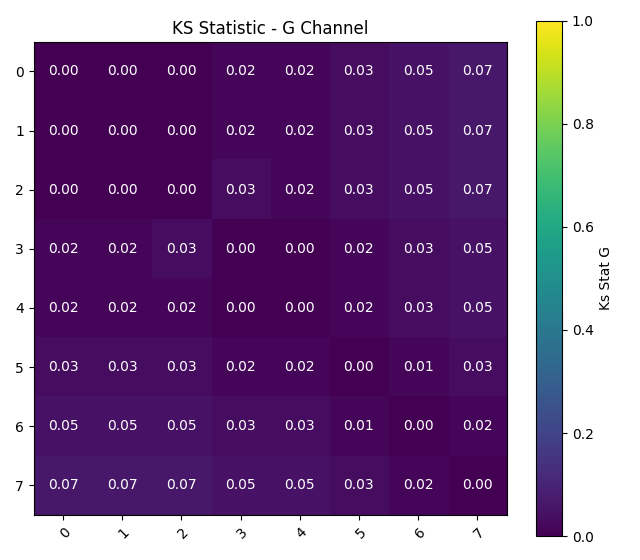 KS Statistic - G Channel
0 0.00 0.00 0.00 0.02 0.02 0.03 0.05 0.07
1 0.00 0.00 0.00 0.02 0.02 0.03 0.05 0.07
2 0.00 0.00 0.00 0.03 0.02 0.03 0.05 0.07
3 0.02 0.02 0.03 0.00 0.00 0.02 0.03 0.05
4 0.02 0.02 0.02 0.00 0.00 0.02 0.03 0.05
5 0.03 0.03 0.03 0.02 0.02 0.00 0.01 0.03
6 0.05 0.05 0.05 0.03 0.03 0.01 0.00 0.02
7 0.07 0.07 0.07 0.05 0.05 0.03 0.02 0.00
0 1 2 3 4 5 6 7
1.0
0.8
0.6
0.4
0.2
0.0
Ks Stat G